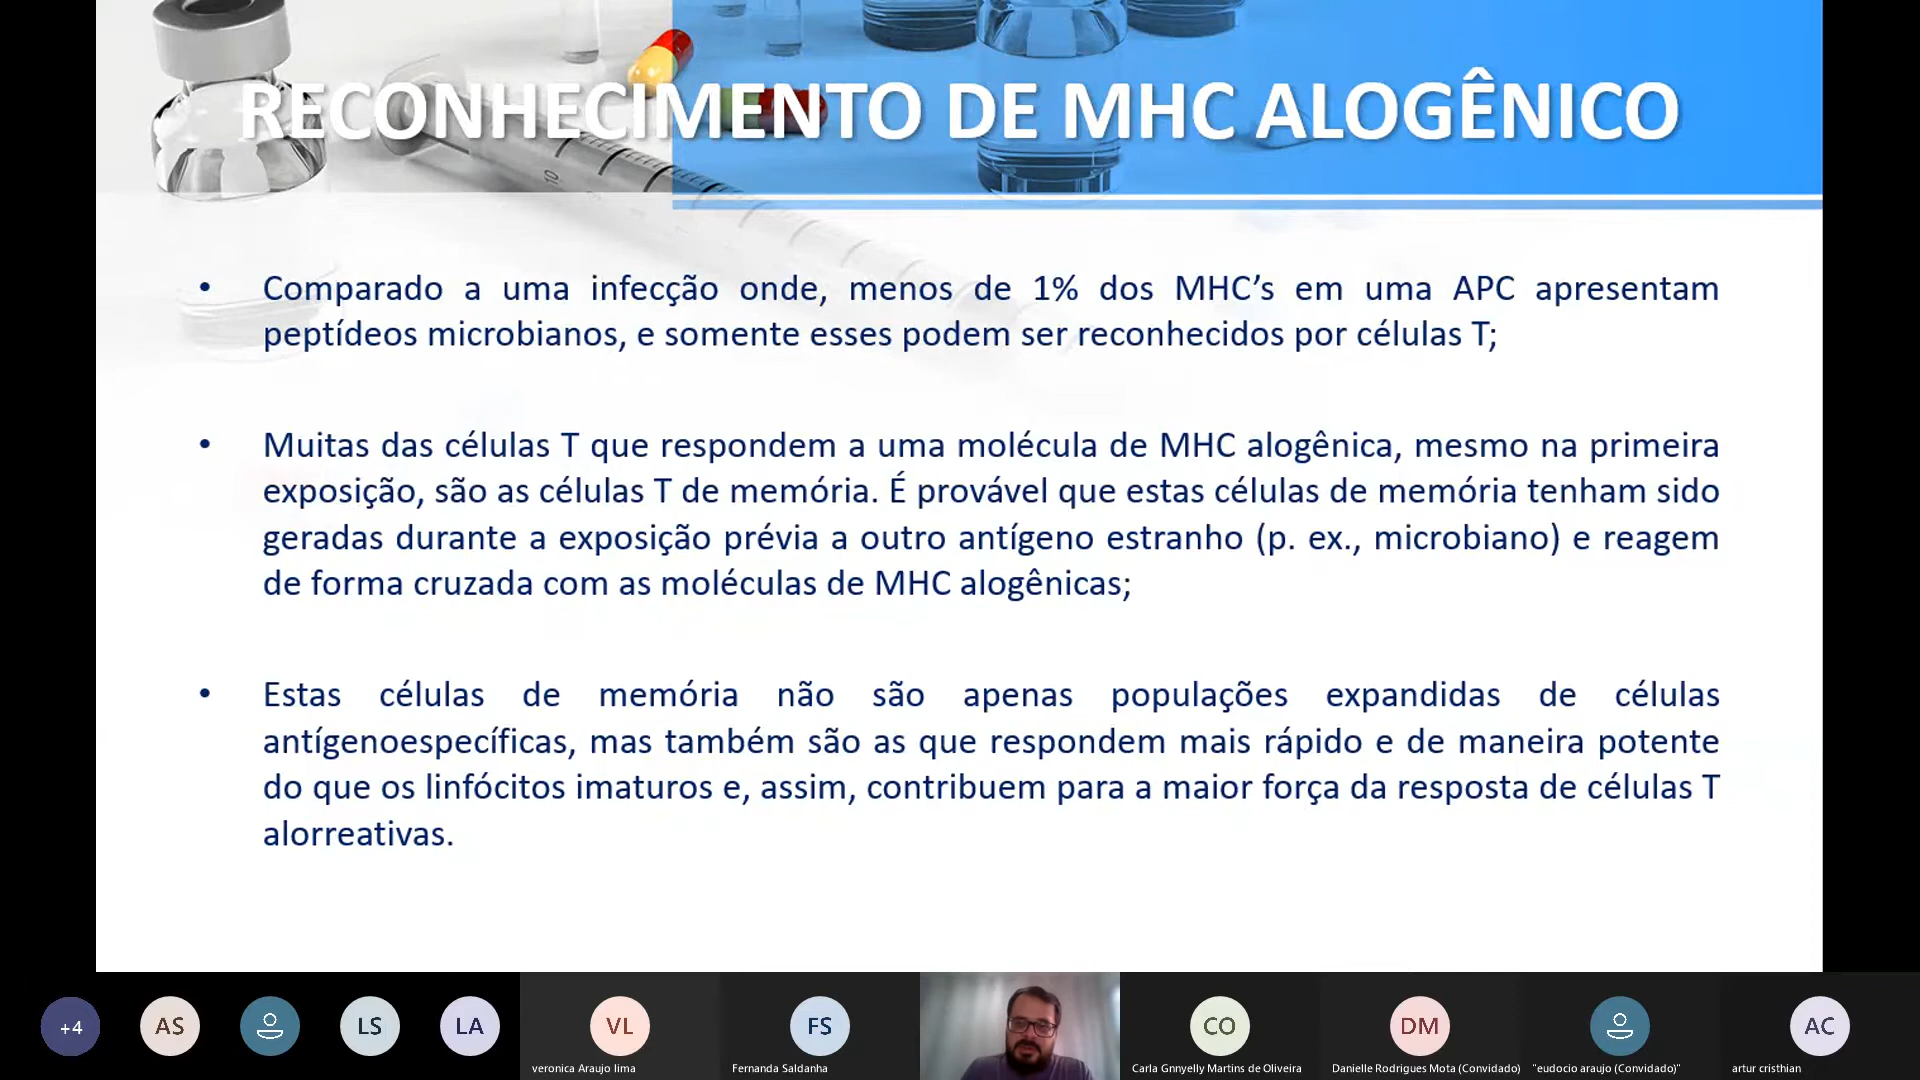 RECONHECIMENTO DE MHC ALOGÊNICO
• Comparado a uma infecção onde, menos de 1% dos MHC’s em uma APC apresentam
peptídeos microbianos, e somente esses podem ser reconhecidos por células T;
• Muitas das células T que respondem a uma molécula de MHC alogênica, mesmo na primeira
exposição, são as células T de memória. É provável que estas células de memória tenham sido
geradas durante a exposição prévia a outro antígeno estranho (p. ex., microbiano) e reagem
de forma cruzada com as moléculas de MHC alogênicas;
• Estas células de memória não são apenas populações expandidas de células
antígenoespecíficas, mas também são as que respondem mais rápido e de maneira potente
do que os linfócitos imaturos e, assim, contribuem para a maior força da resposta de células T
alorreativas.
10
+4 AS LS LA VL FS CO DM AC
veronica Araujo lima Fernanda Saldanha Carla Gnnyelly Martins de Oliveira Danielle Rodrigues Mota (Convidado) "eudocio araujo (Convidado)" artur cristhian